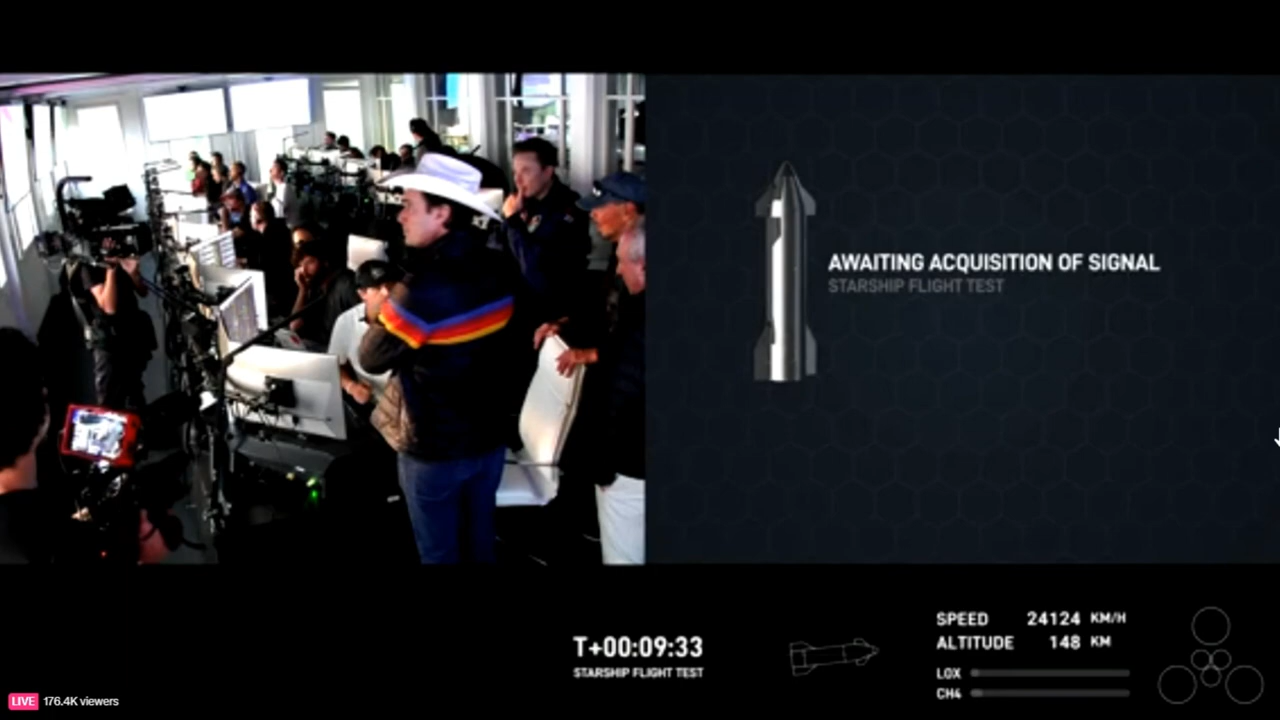 AWAITING ACQUISITION OF SIGNAL
STARSHIP FLIGHT TEST
T+00:09:33
STARSHIP FLIGHT TEST
SPEED 24124 KM/H
ALTITUDE 148 KM
LOX
CH4
LIVE 176.4K viewers